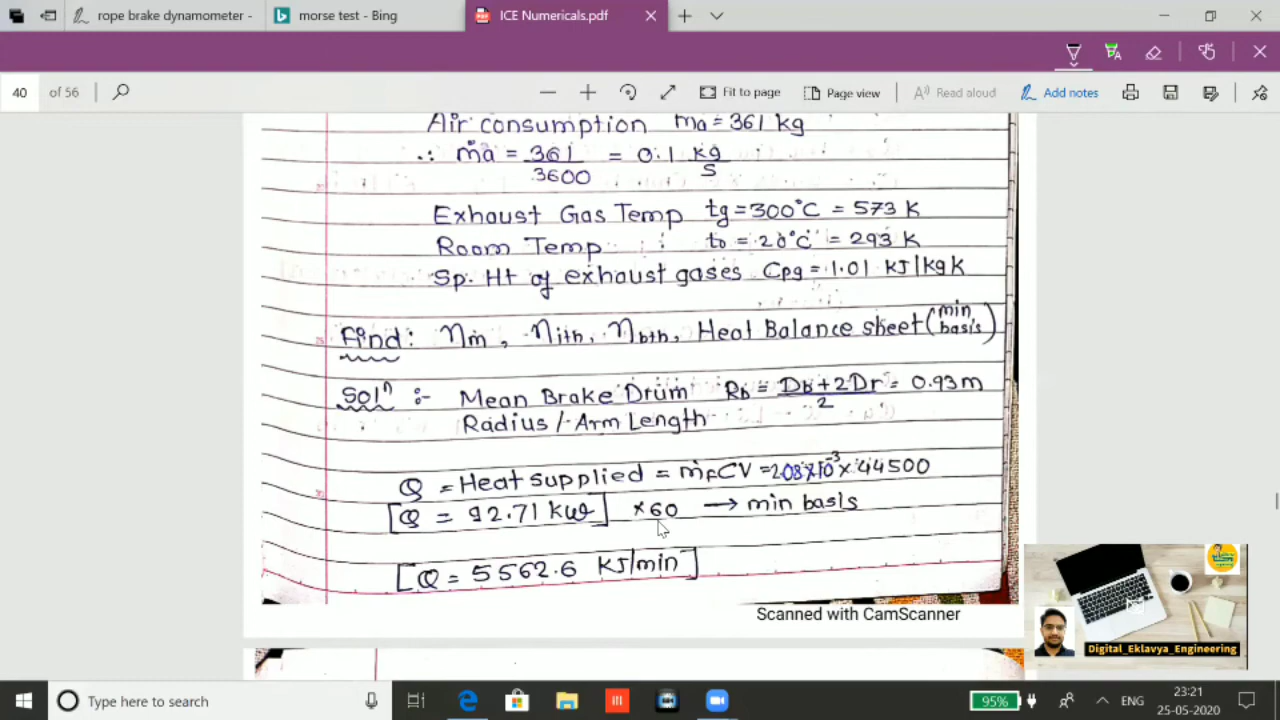 rope brake dynamometer -
morse test - Bing
ICE Numericals.pdf
40 of 56
Fit to page
Page view
Read aloud
Add notes
Air consumption ma = 361 kg
∴ ṁa = 361/3600 = 0.1 kg/s
Exhaust Gas Temp tg = 300°C = 573 K
Room Temp : to = 20°C = 293 K
Sp. Ht of exhaust gases Cpg = 1.01 KJ/kgK
Find: ηm, ηith, ηbth, Heat Balance sheet (min basis)
Solⁿ :- Mean Brake Drum Rb = Db+2Dr/2 = 0.93m
Radius / Arm Length
Q = Heat supplied = ṁFCV = 2.083×10⁻³ × 44500
[Q = 92.71 kW] ×60 → min basis
[Q = 5562.6 KJ/min]
Scanned with CamScanner
Digital_Eklavya_Engineering
Type here to search
95%
ENG
23:21
25-05-2020